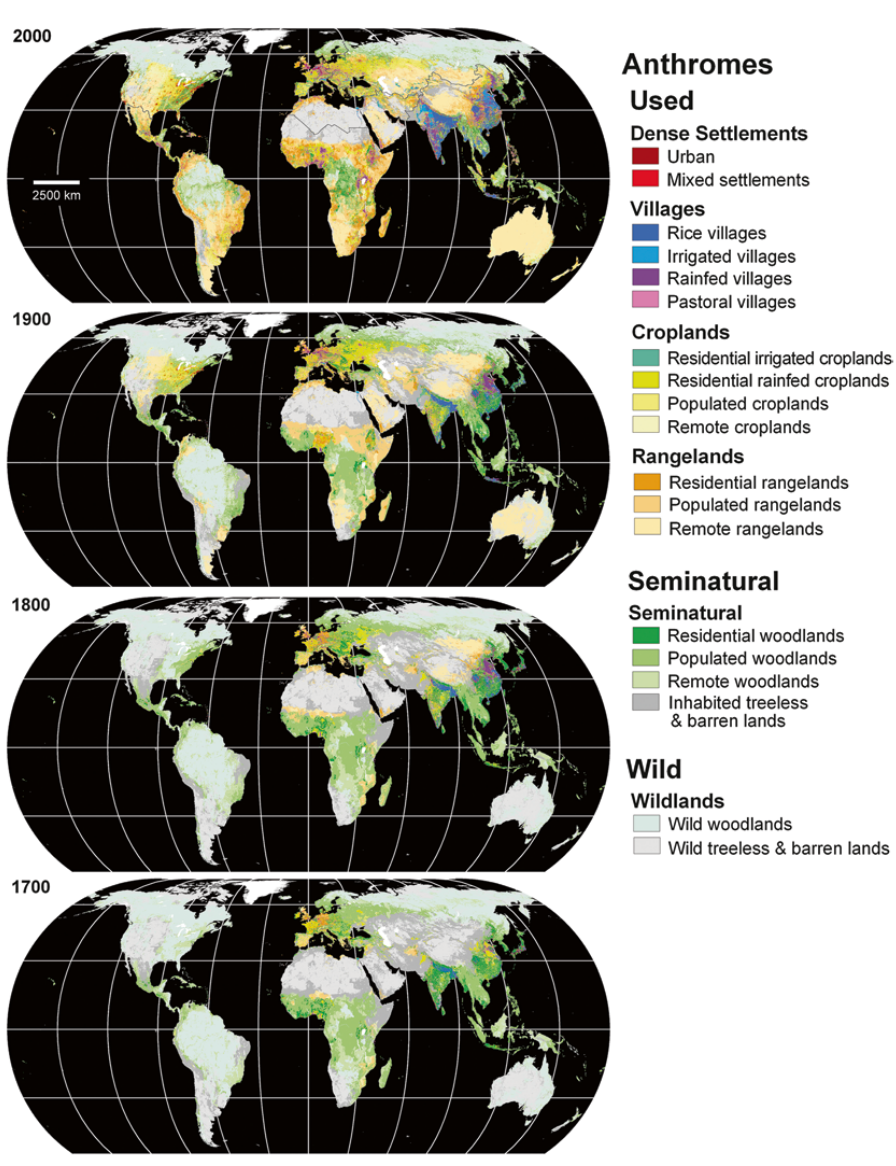 2000
2500 km
1900
1800
1700
Anthromes
Used
Dense Settlements
Urban
Mixed settlements
Villages
Rice villages
Irrigated villages
Rainfed villages
Pastoral villages
Croplands
Residential irrigated croplands
Residential rainfed croplands
Populated croplands
Remote croplands
Rangelands
Residential rangelands
Populated rangelands
Remote rangelands
Seminatural
Seminatural
Residential woodlands
Populated woodlands
Remote woodlands
Inhabited treeless
& barren lands
Wild
Wildlands
Wild woodlands
Wild treeless & barren lands